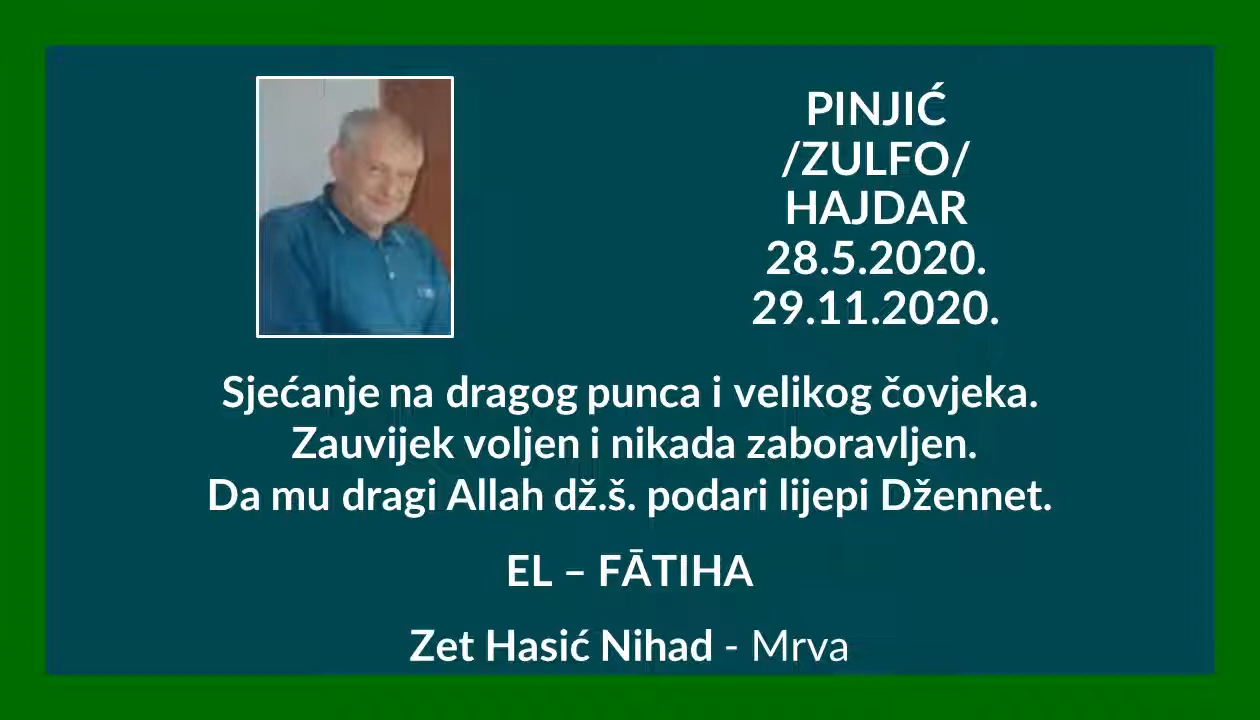 PINJIĆ
/ZULFO/
HAJDAR
28.5.2020.
29.11.2020.
Sjećanje na dragog punca i velikog čovjeka.
Zauvijek voljen i nikada zaboravljen.
Da mu dragi Allah dž.š. podari lijepi Džennet.
EL – FĀTIHA
Zet Hasić Nihad - Mrva